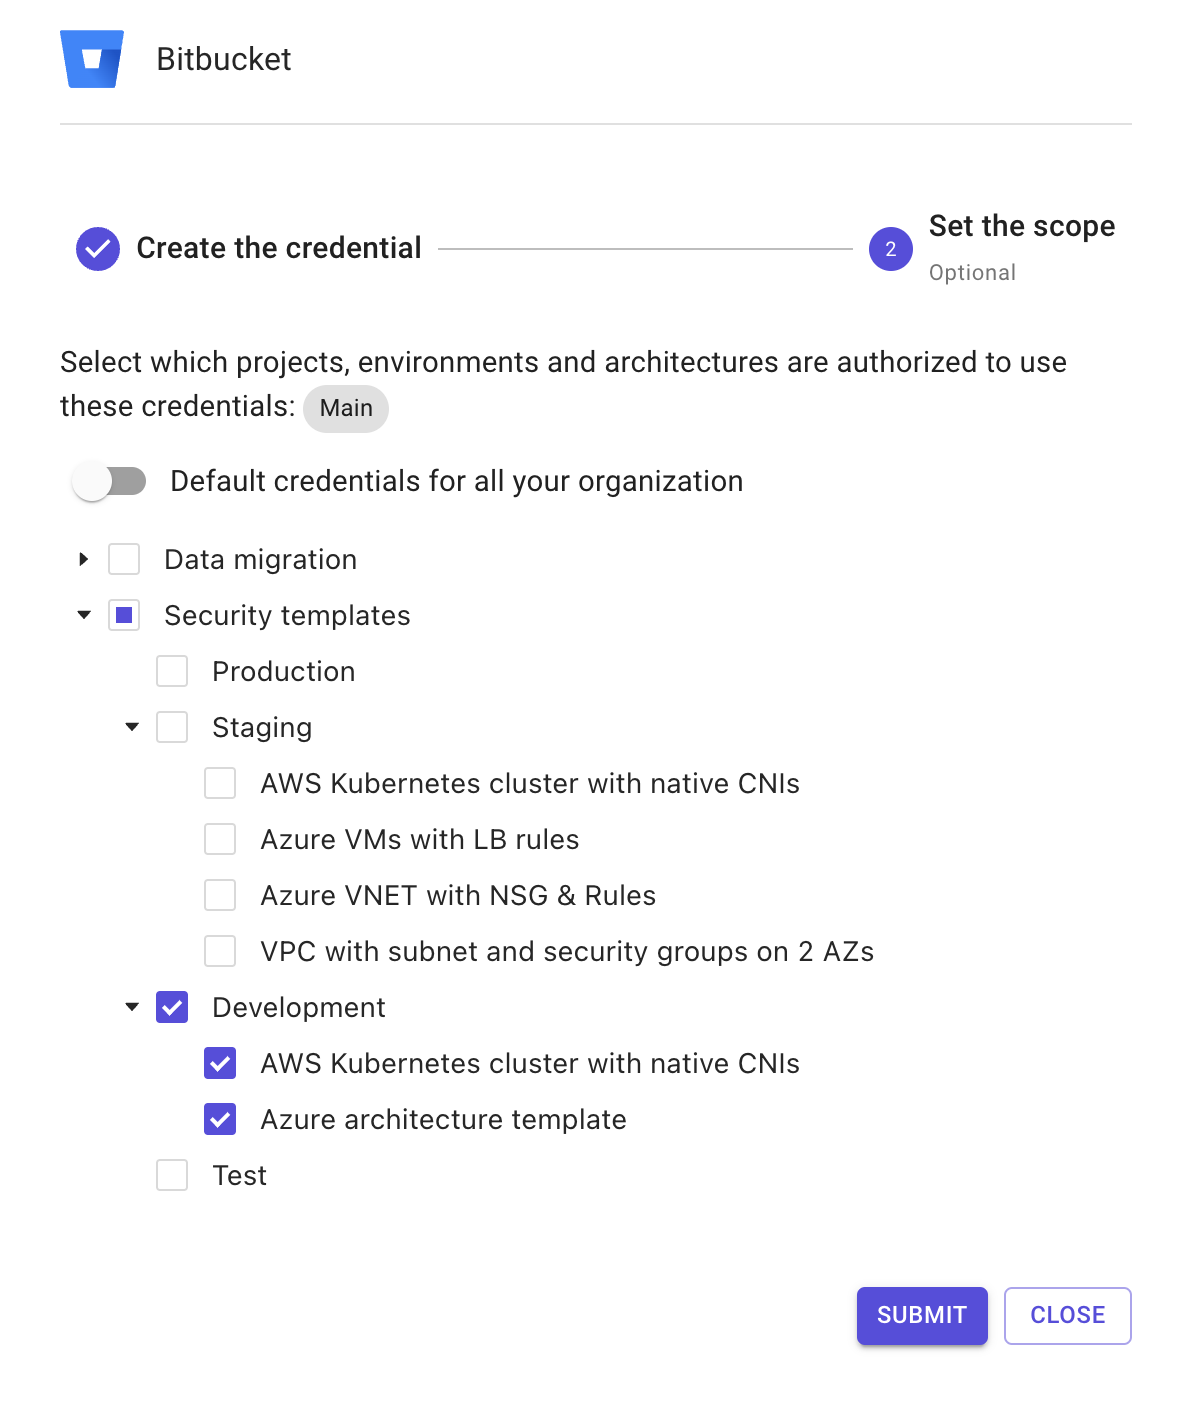 Bitbucket
Create the credential
2
Set the scope
Optional
Select which projects, environments and architectures are authorized to use
these credentials: Main
Default credentials for all your organization
Data migration
Security templates
Production
Staging
AWS Kubernetes cluster with native CNIs
Azure VMs with LB rules
Azure VNET with NSG & Rules
VPC with subnet and security groups on 2 AZs
Development
AWS Kubernetes cluster with native CNIs
Azure architecture template
Test
SUBMIT
CLOSE